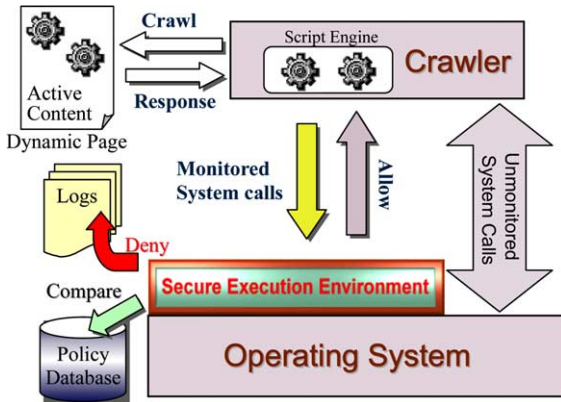 Crawl
Script Engine
Crawler
Active
Content
Response
Dynamic Page
Monitored
System calls
Allow
Unmonitored
System Calls
Logs
Deny
Secure Execution Environment
Compare
Policy
Database
Operating System